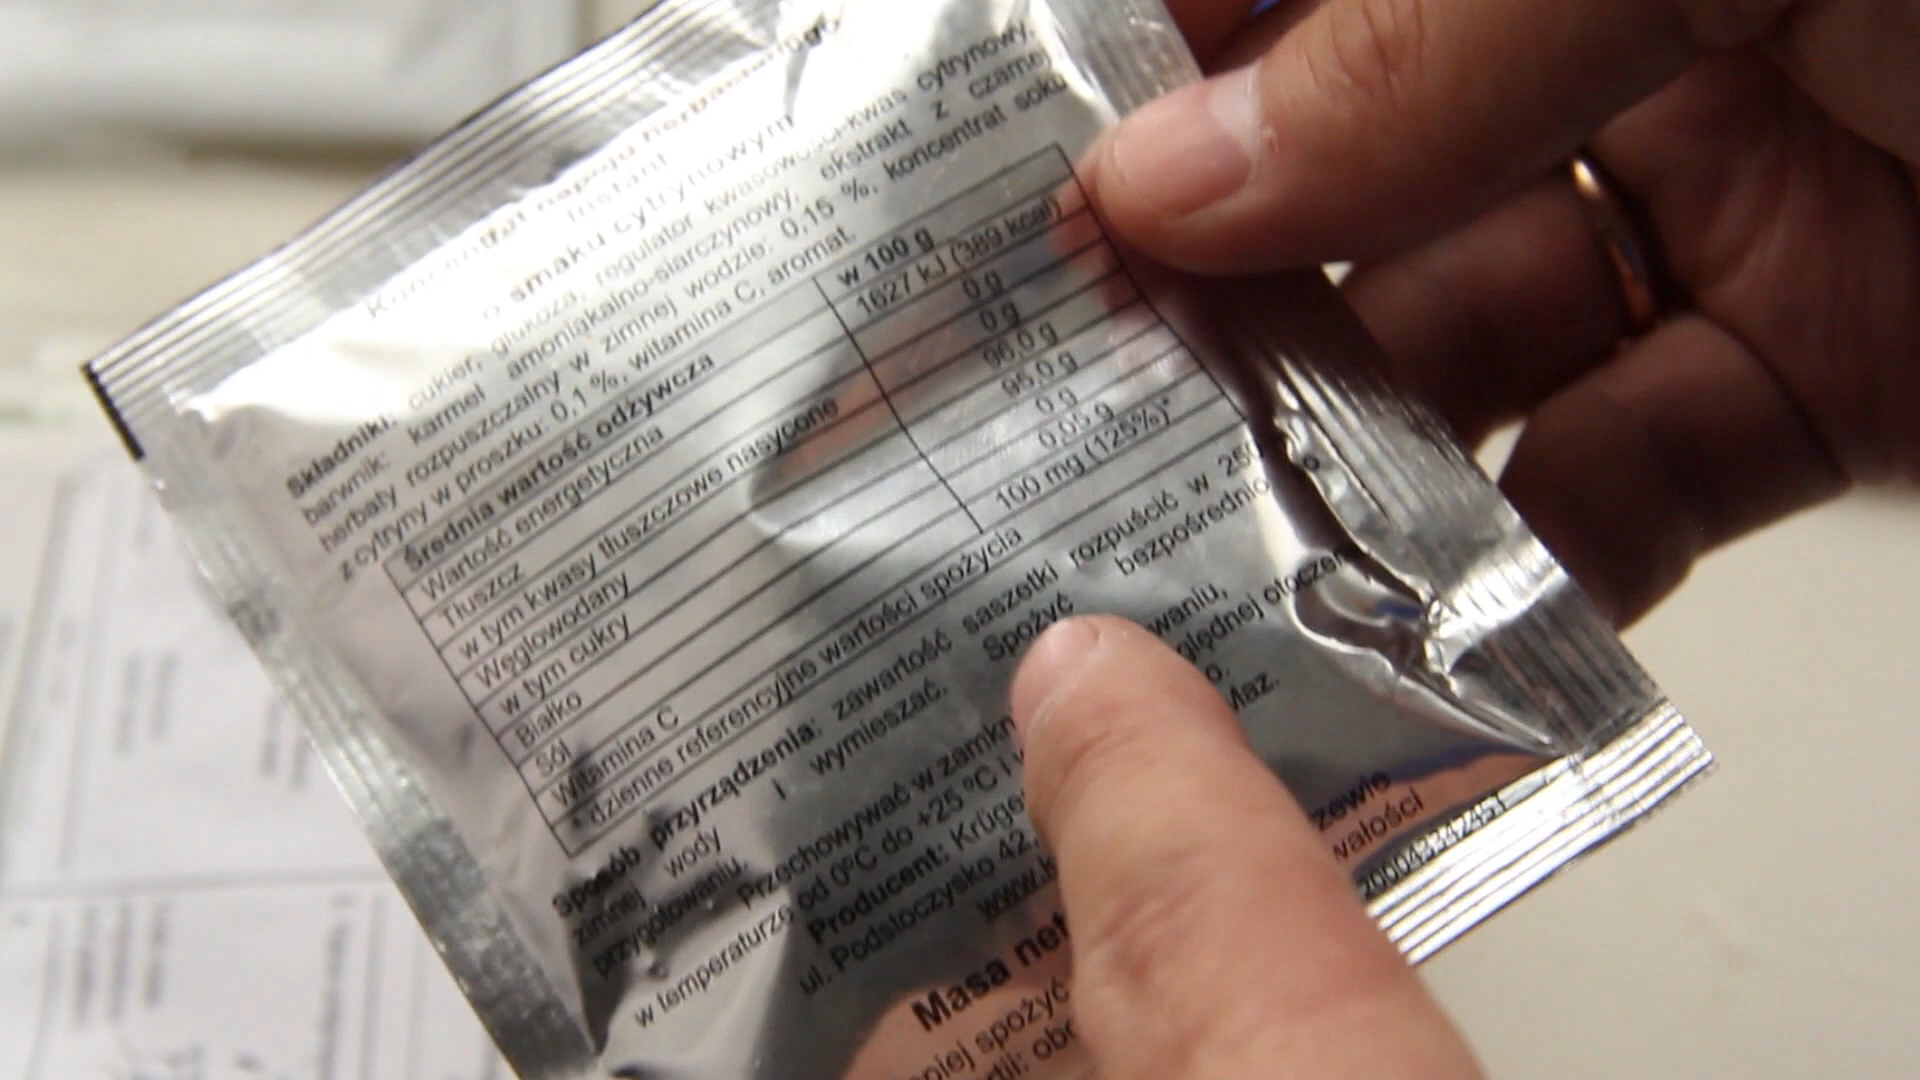 Koncentrat napoju herbacianego
instant
o smaku cytrynowym
Składniki: cukier, glukoza, regulator kwasowości-kwas cytrynowy,
barwnik: karmel amoniakalno-siarczynowy, ekstrakt z czarnej
herbaty rozpuszczalny w zimnej wodzie: 0,15 %, koncentrat soku
z cytryny w proszku: 0,1 %, witamina C, aromat.
Średnia wartość odżywcza w 100 g
Wartość energetyczna 1627 kJ (389 kcal)
Tłuszcz 0 g
w tym kwasy tłuszczowe nasycone 0 g
Węglowodany 96,0 g
w tym cukry 95,0 g
Białko 0 g
Sól 0,05 g
Witamina C 100 mg (125%)*
* dzienne referencyjne wartości spożycia
Sposób przyrządzenia: zawartość saszetki rozpuścić w 250
zimnej wody i wymieszać. Spożyć bezpośrednio
przygotowaniu.
Przechowywać w
w temperaturze od 0°C do +25 °C i
Producent:
ul. Podstoczysko 42, Maz.
Masa
spożyć
20004334245